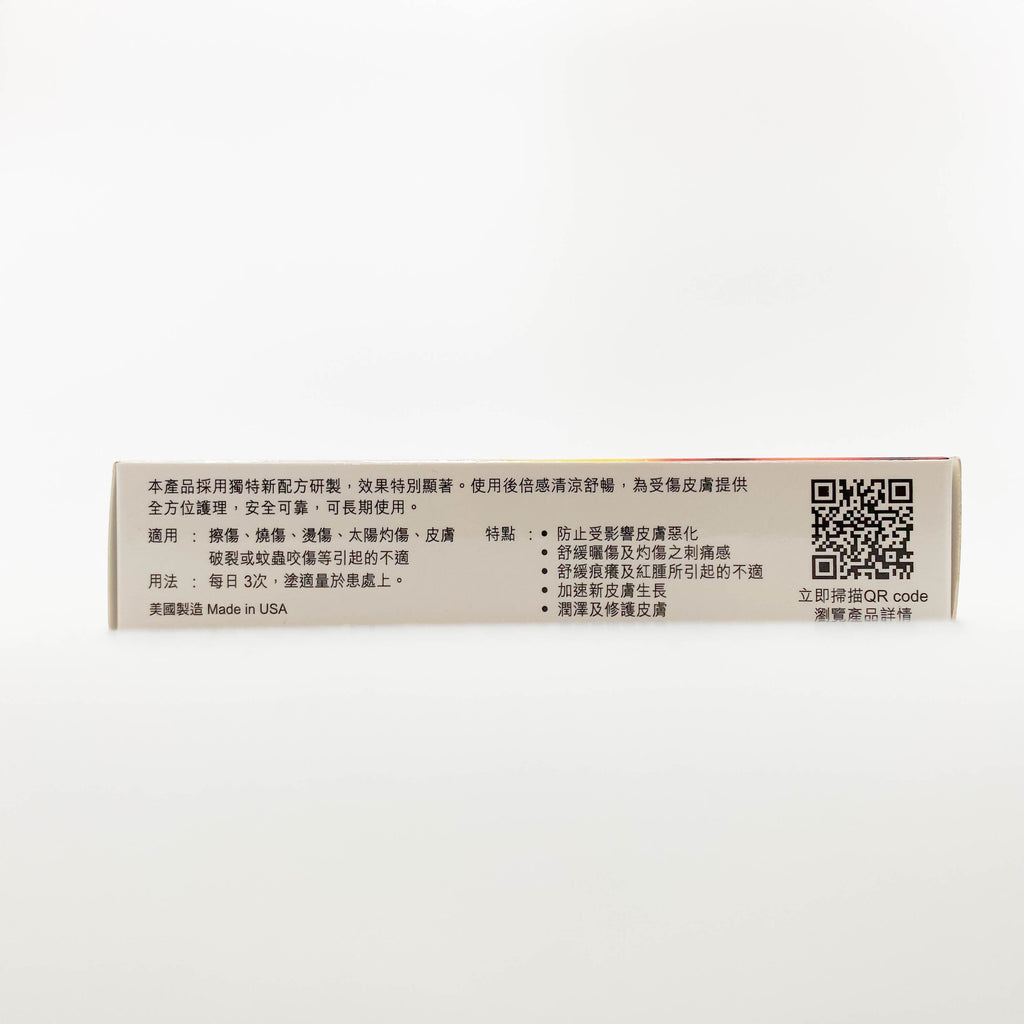 本產品採用獨特新配方研製，效果特別顯著。使用後倍感清涼舒暢，為受傷皮膚提供
全方位護理，安全可靠，可長期使用。
適用 ： 擦傷、燒傷、燙傷、太陽灼傷、皮膚
破裂或蚊蟲咬傷等引起的不適
用法 ： 每日 3次，塗適量於患處上。
美國製造 Made in USA
特點 ： • 防止受影響皮膚惡化
• 舒緩曬傷及灼傷之刺痛感
• 舒緩痕癢及紅腫所引起的不適
• 加速新皮膚生長
• 潤澤及修護皮膚
立即掃描QR code
瀏覽產品詳情